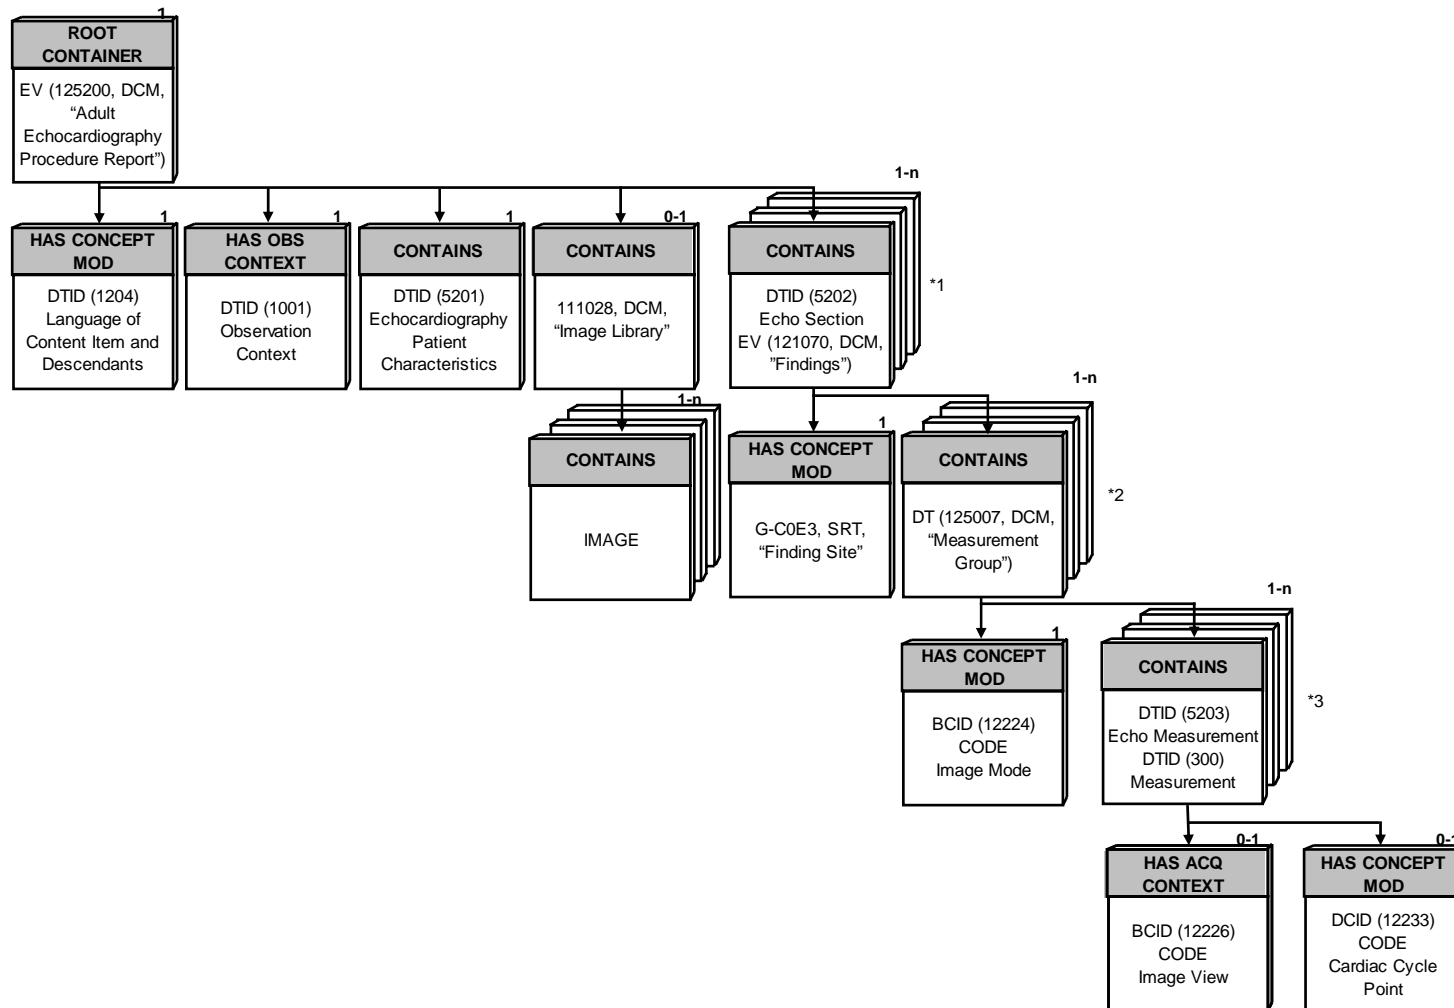 1
ROOT
CONTAINER
EV (125200, DCM,
“Adult
Echocardiography
Procedure Report”)
1
HAS CONCEPT
MOD
DTID (1204)
Language of
Content Item and
Descendants
1
HAS OBS
CONTEXT
DTID (1001)
Observation
Context
1
CONTAINS
DTID (5201)
Echocardiography
Patient
Characteristics
0-1
CONTAINS
111028, DCM,
“Image Library”
1-n
CONTAINS
DTID (5202)
Echo Section
EV (121070, DCM,
”Findings”)
*1
1-n
CONTAINS
IMAGE
1
HAS CONCEPT
MOD
G-C0E3, SRT,
“Finding Site”
1-n
CONTAINS
DT (125007, DCM,
“Measurement
Group”)
*2
1
HAS CONCEPT
MOD
BCID (12224)
CODE
Image Mode
1-n
CONTAINS
DTID (5203)
Echo Measurement
DTID (300)
Measurement
*3
0-1
HAS ACQ
CONTEXT
BCID (12226)
CODE
Image View
0-1
HAS CONCEPT
MOD
DCID (12233)
CODE
Cardiac Cycle
Point